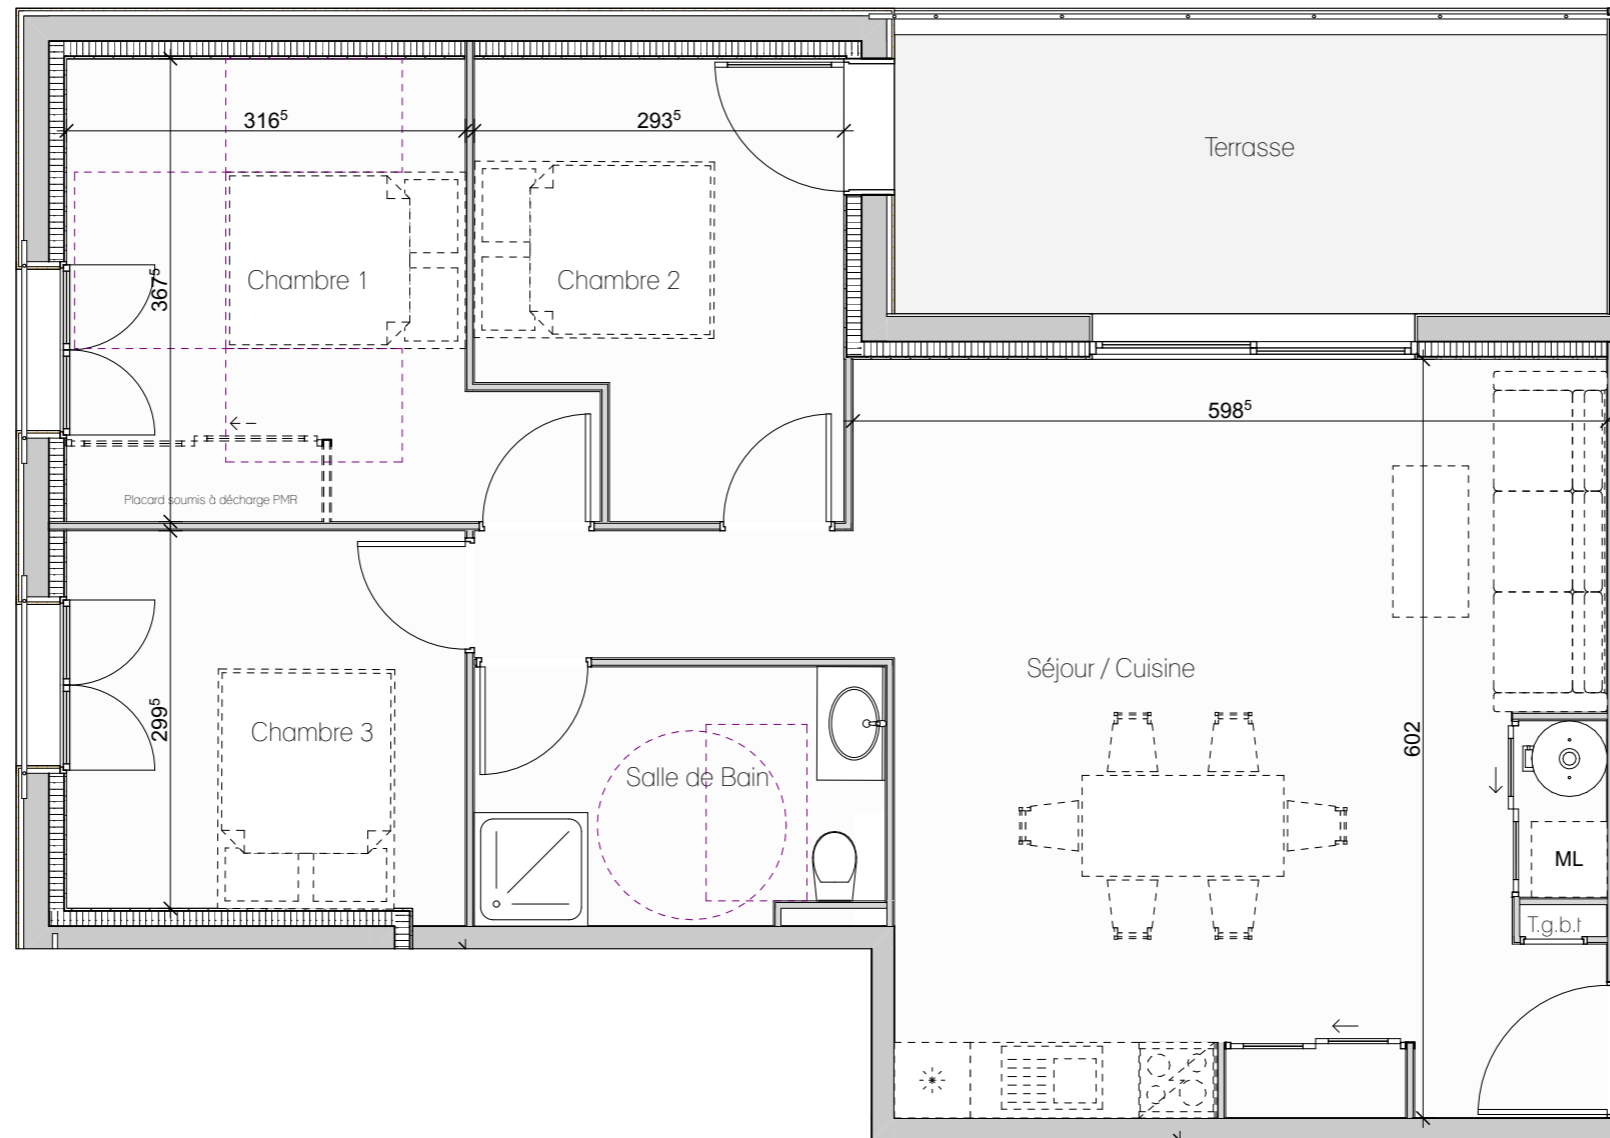 316⁵
293⁵
Terrasse
Chambre 1
Chambre 2
367⁵
598⁵
Placard soumis à décharge PMR
Séjour / Cuisine
Chambre 3
299⁵
Salle de Bain
602
ML
T.g.b.t